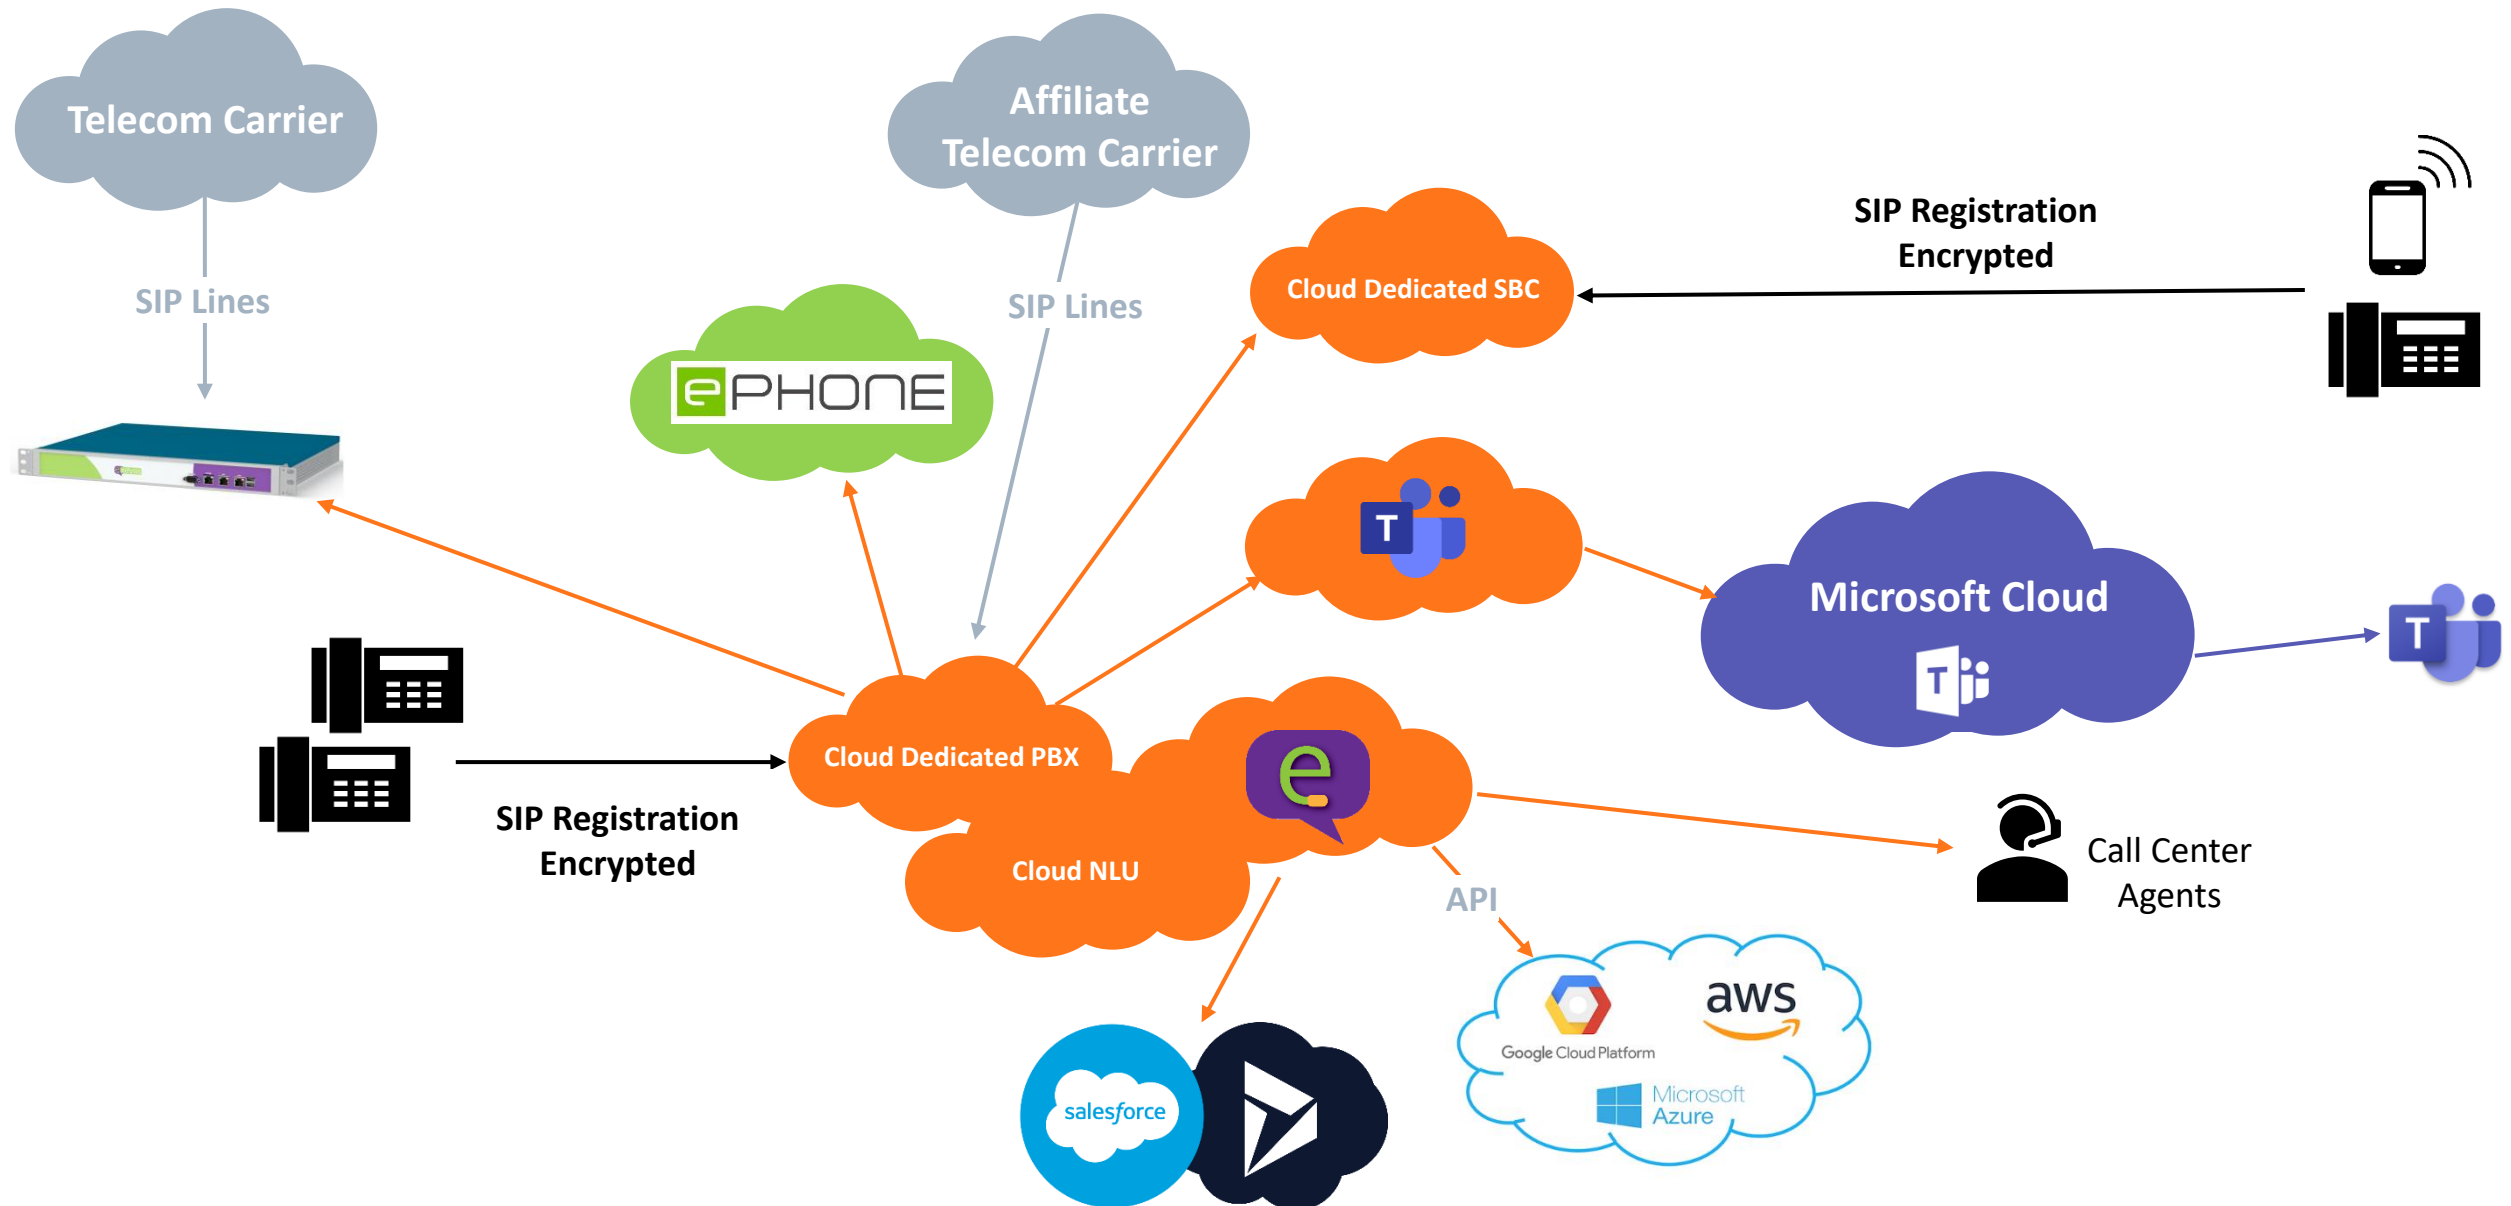 Telecom Carrier
SIP Lines
Affiliate
Telecom Carrier
SIP Lines
ePHONE
Cloud Dedicated SBC
SIP Registration
Encrypted
T
Microsoft Cloud
T
T
Cloud Dedicated PBX
SIP Registration
Encrypted
e
Cloud NLU
API
Call Center
Agents
salesforce
Google Cloud Platform
aws
Microsoft
Azure